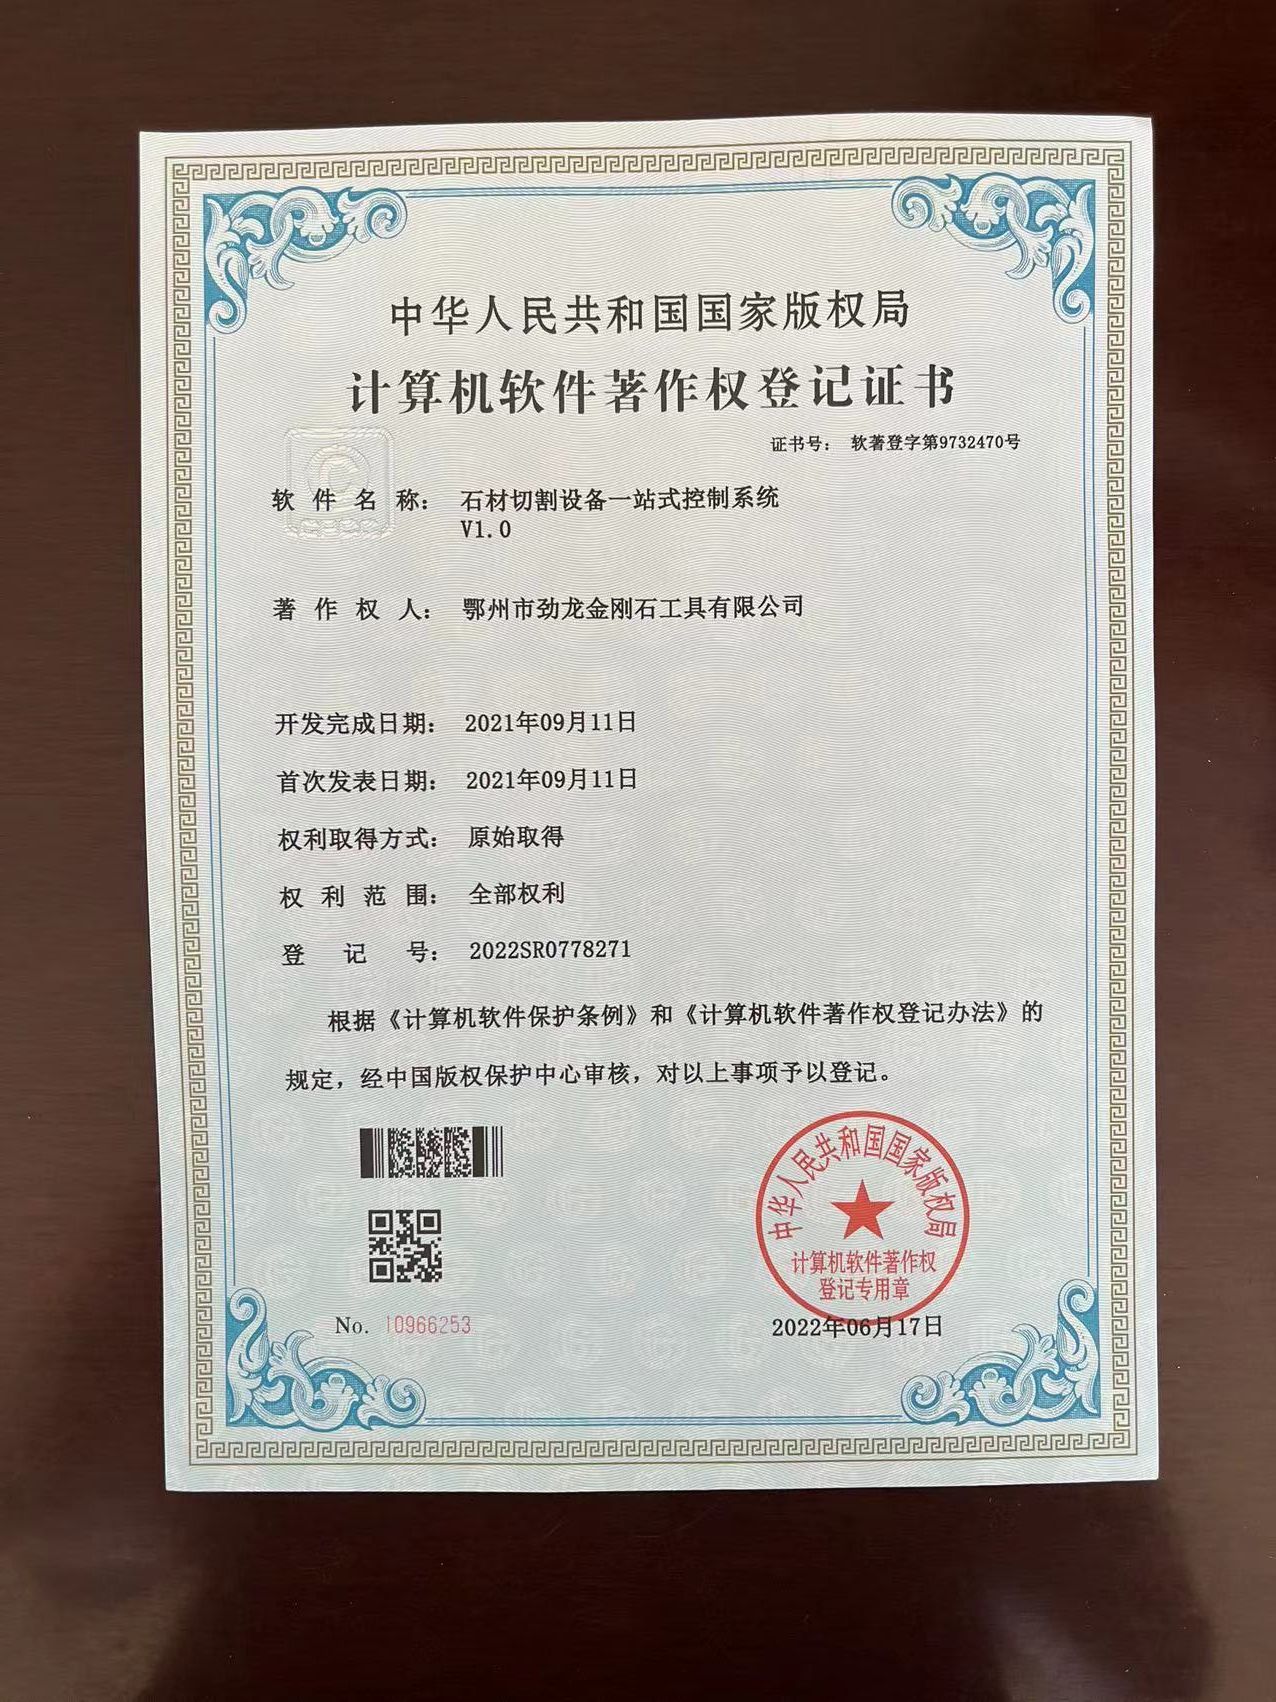 中华人民共和国国家版权局
计算机软件著作权登记证书
证书号： 软著登字第9732470号
软件名称： 石材切割设备一站式控制系统
V1.0
著作权人： 鄂州市劲龙金刚石工具有限公司
开发完成日期： 2021年09月11日
首次发表日期： 2021年09月11日
权利取得方式： 原始取得
权利范围： 全部权利
登记号： 2022SR0778271
根据《计算机软件保护条例》和《计算机软件著作权登记办法》的
规定，经中国版权保护中心审核，对以上事项予以登记。
中华人民共和国国家版权局
计算机软件著作权
登记专用章
No. 10966253
2022年06月17日